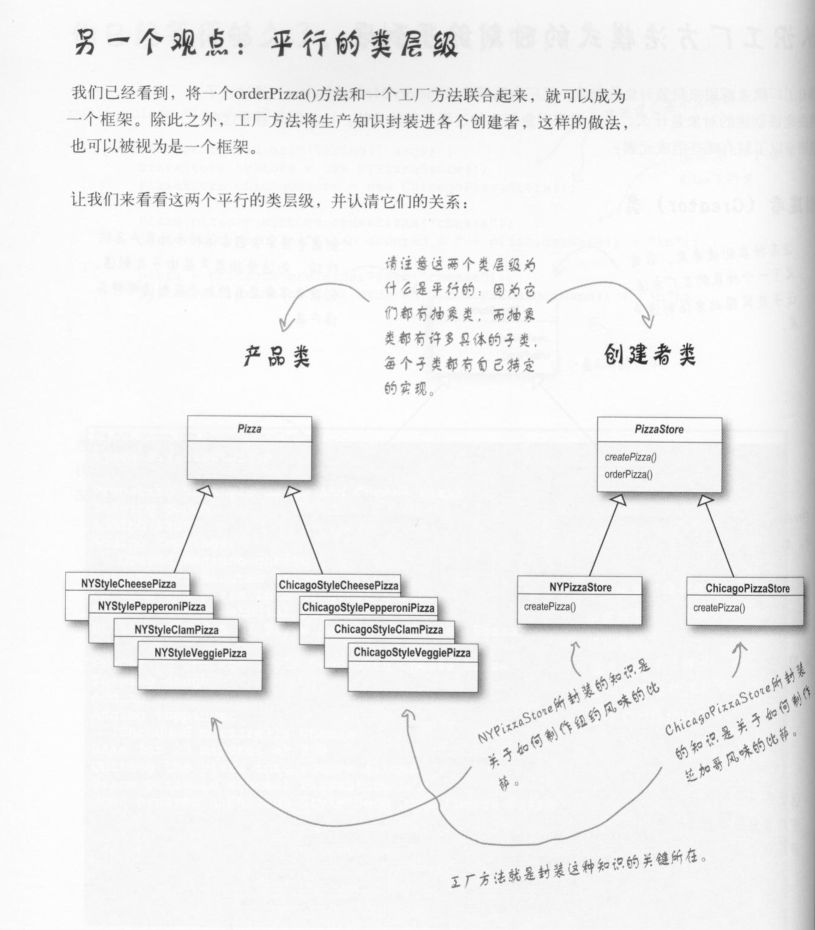 另一个观点：平行的类层级
我们已经看到，将一个orderPizza()方法和一个工厂方法联合起来，就可以成为
一个框架。除此之外，工厂方法将生产知识封装进各个创建者，这样的做法，
也可以被视为是一个框架。
让我们来看看这两个平行的类层级，并认清它们的关系：
请注意这两个类层级为
什么是平行的：因为它
们都有抽象类，而抽象
类都有许多具体的子类，
每个子类都有自己特定
的实现。
产品类
创建者类
Pizza
PizzaStore
createPizza()
orderPizza()
NYStyleCheesePizza
NYStylePepperoniPizza
NYStyleClamPizza
NYStyleVeggiePizza
ChicagoStyleCheesePizza
ChicagoStylePepperoniPizza
ChicagoStyleClamPizza
ChicagoStyleVeggiePizza
NYPizzaStore
createPizza()
ChicagoPizzaStore
createPizza()
NYPizzaStore所封装的知识是
关于如何制作纽约风味的比
萨。
ChicagoPizzaStore所封装
的知识是关于如何制作
芝加哥风味的比萨。
工厂方法就是封装这种知识的关键所在。